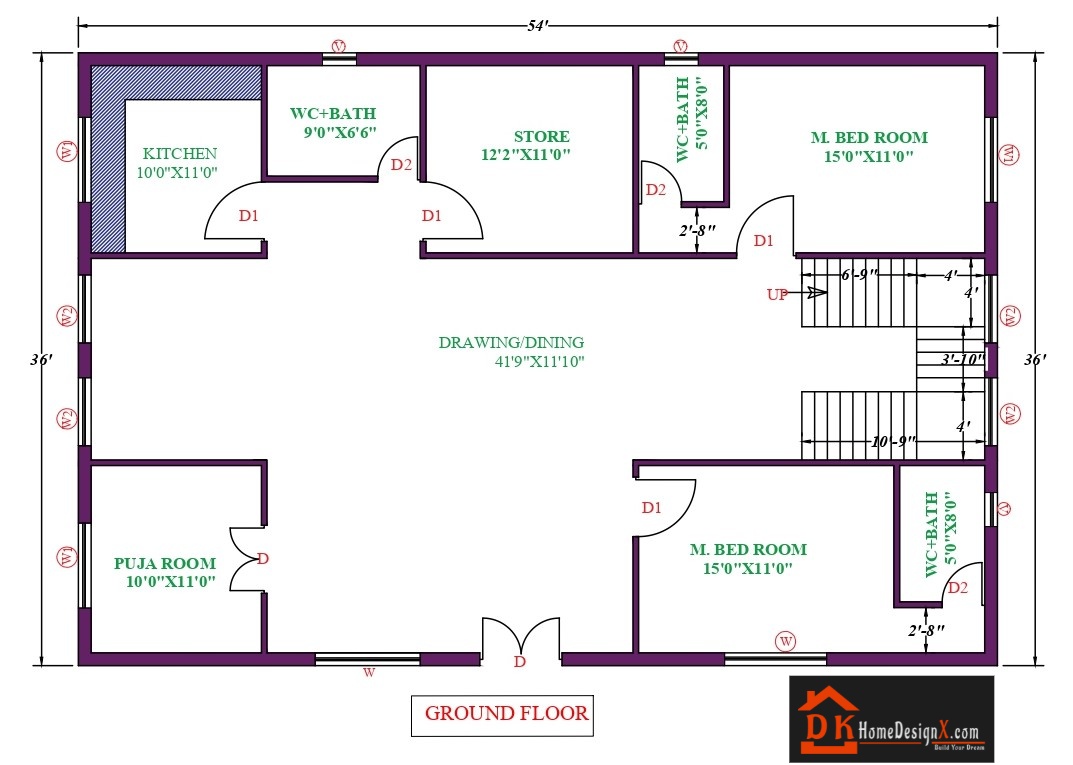 54'
V
V
WC+BATH
9'0"X6'6"
STORE
12'2"X11'0"
WC+BATH
5'0"X8'0"
M. BED ROOM
15'0"X11'0"
W1
KITCHEN
10'0"X11'0"
W1
D2
D2
D1
D1
2'-8"
D1
6'-9"
4'
UP
4'
W2
W2
DRAWING/DINING
41'9"X11'10"
36'
3'-10"
36'
W2
W2
4'
10'-9"
D1
WC+BATH
5'0"X8'0"
V
M. BED ROOM
15'0"X11'0"
W1
PUJA ROOM
10'0"X11'0"
D
D2
2'-8"
W
D
W
GROUND FLOOR
DK HomeDesignX.com
Build Your Dream